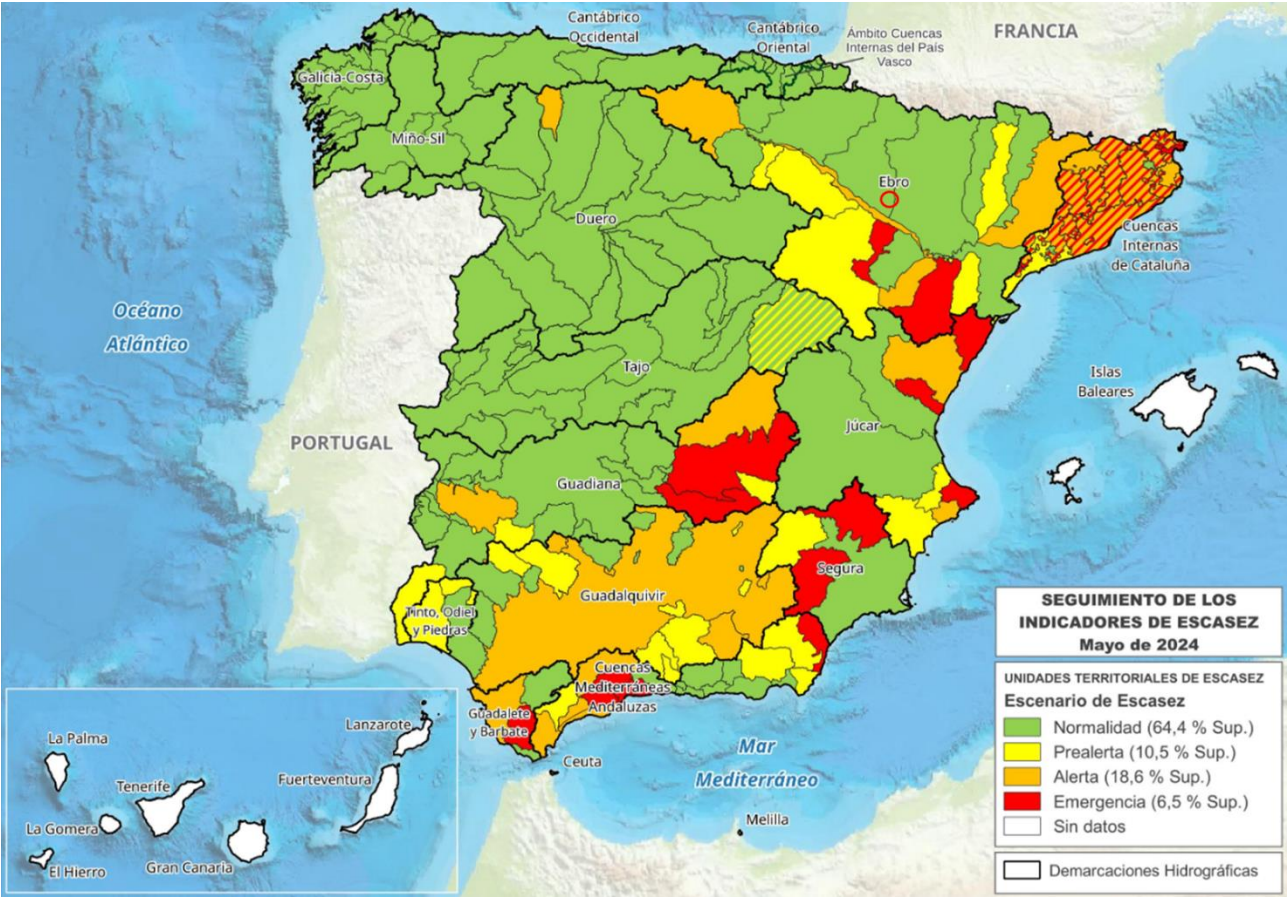 Cantábrico
Occidental
Cantábrico
Oriental
Ámbito Cuencas
Internas del País
Vasco
FRANCIA
Galicia-Costa
Miño-Sil
Ebro
Duero
Cuencas
Internas
de Cataluña
Océano
Atlántico
Tajo
Islas
Baleares
PORTUGAL
Júcar
Guadiana
Segura
Guadalquivir
Tinto, Odiel
y Piedras
Cuencas
Mediterráneas
Andaluzas
Guadalete
y Barbate
Ceuta
Mar
Mediterráneo
Melilla
Lanzarote
La Palma
Fuerteventura
Tenerife
La Gomera
El Hierro
Gran Canaria
SEGUIMIENTO DE LOS
INDICADORES DE ESCASEZ
Mayo de 2024
UNIDADES TERRITORIALES DE ESCASEZ
Escenario de Escasez
Normalidad (64,4 % Sup.)
Prealerta (10,5 % Sup.)
Alerta (18,6 % Sup.)
Emergencia (6,5 % Sup.)
Sin datos
Demarcaciones Hidrográficas